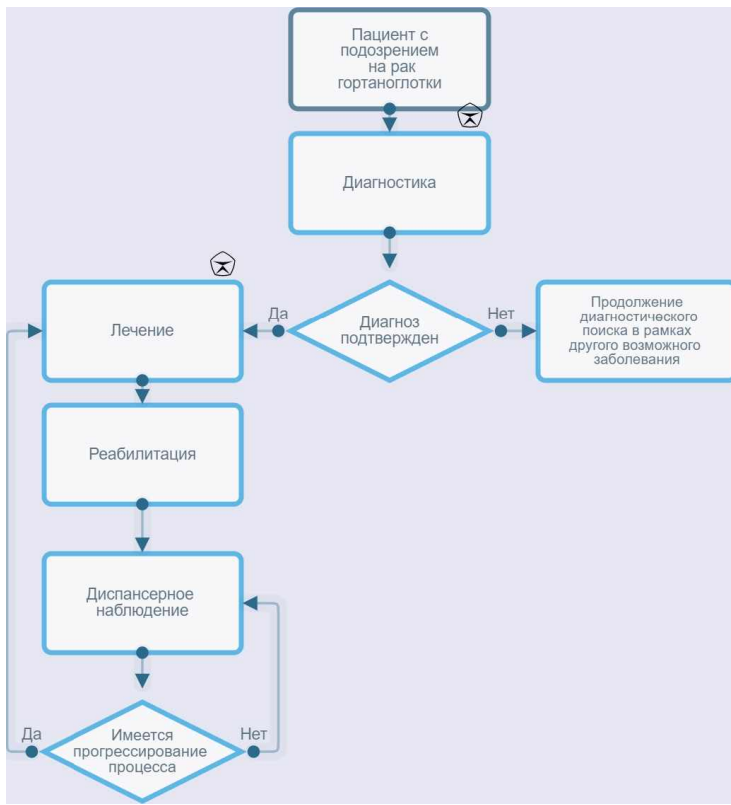 Пациент с
подозрением
на рак
гортаноглотки
Диагностика
Диагноз
подтвержден
Да
Нет
Лечение
Продолжение
диагностического
поиска в рамках
другого возможного
заболевания
Реабилитация
Диспансерное
наблюдение
Имеется
прогрессирование
процесса
Да
Нет